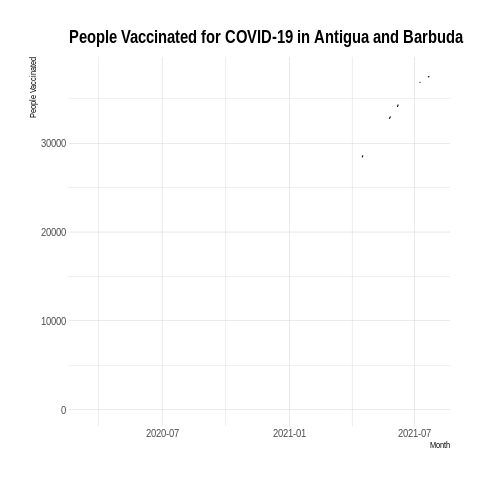 People Vaccinated for COVID-19 in Antigua and Barbuda
People Vaccinated
30000
20000
10000
0
2020-07 2021-01 2021-07
Month